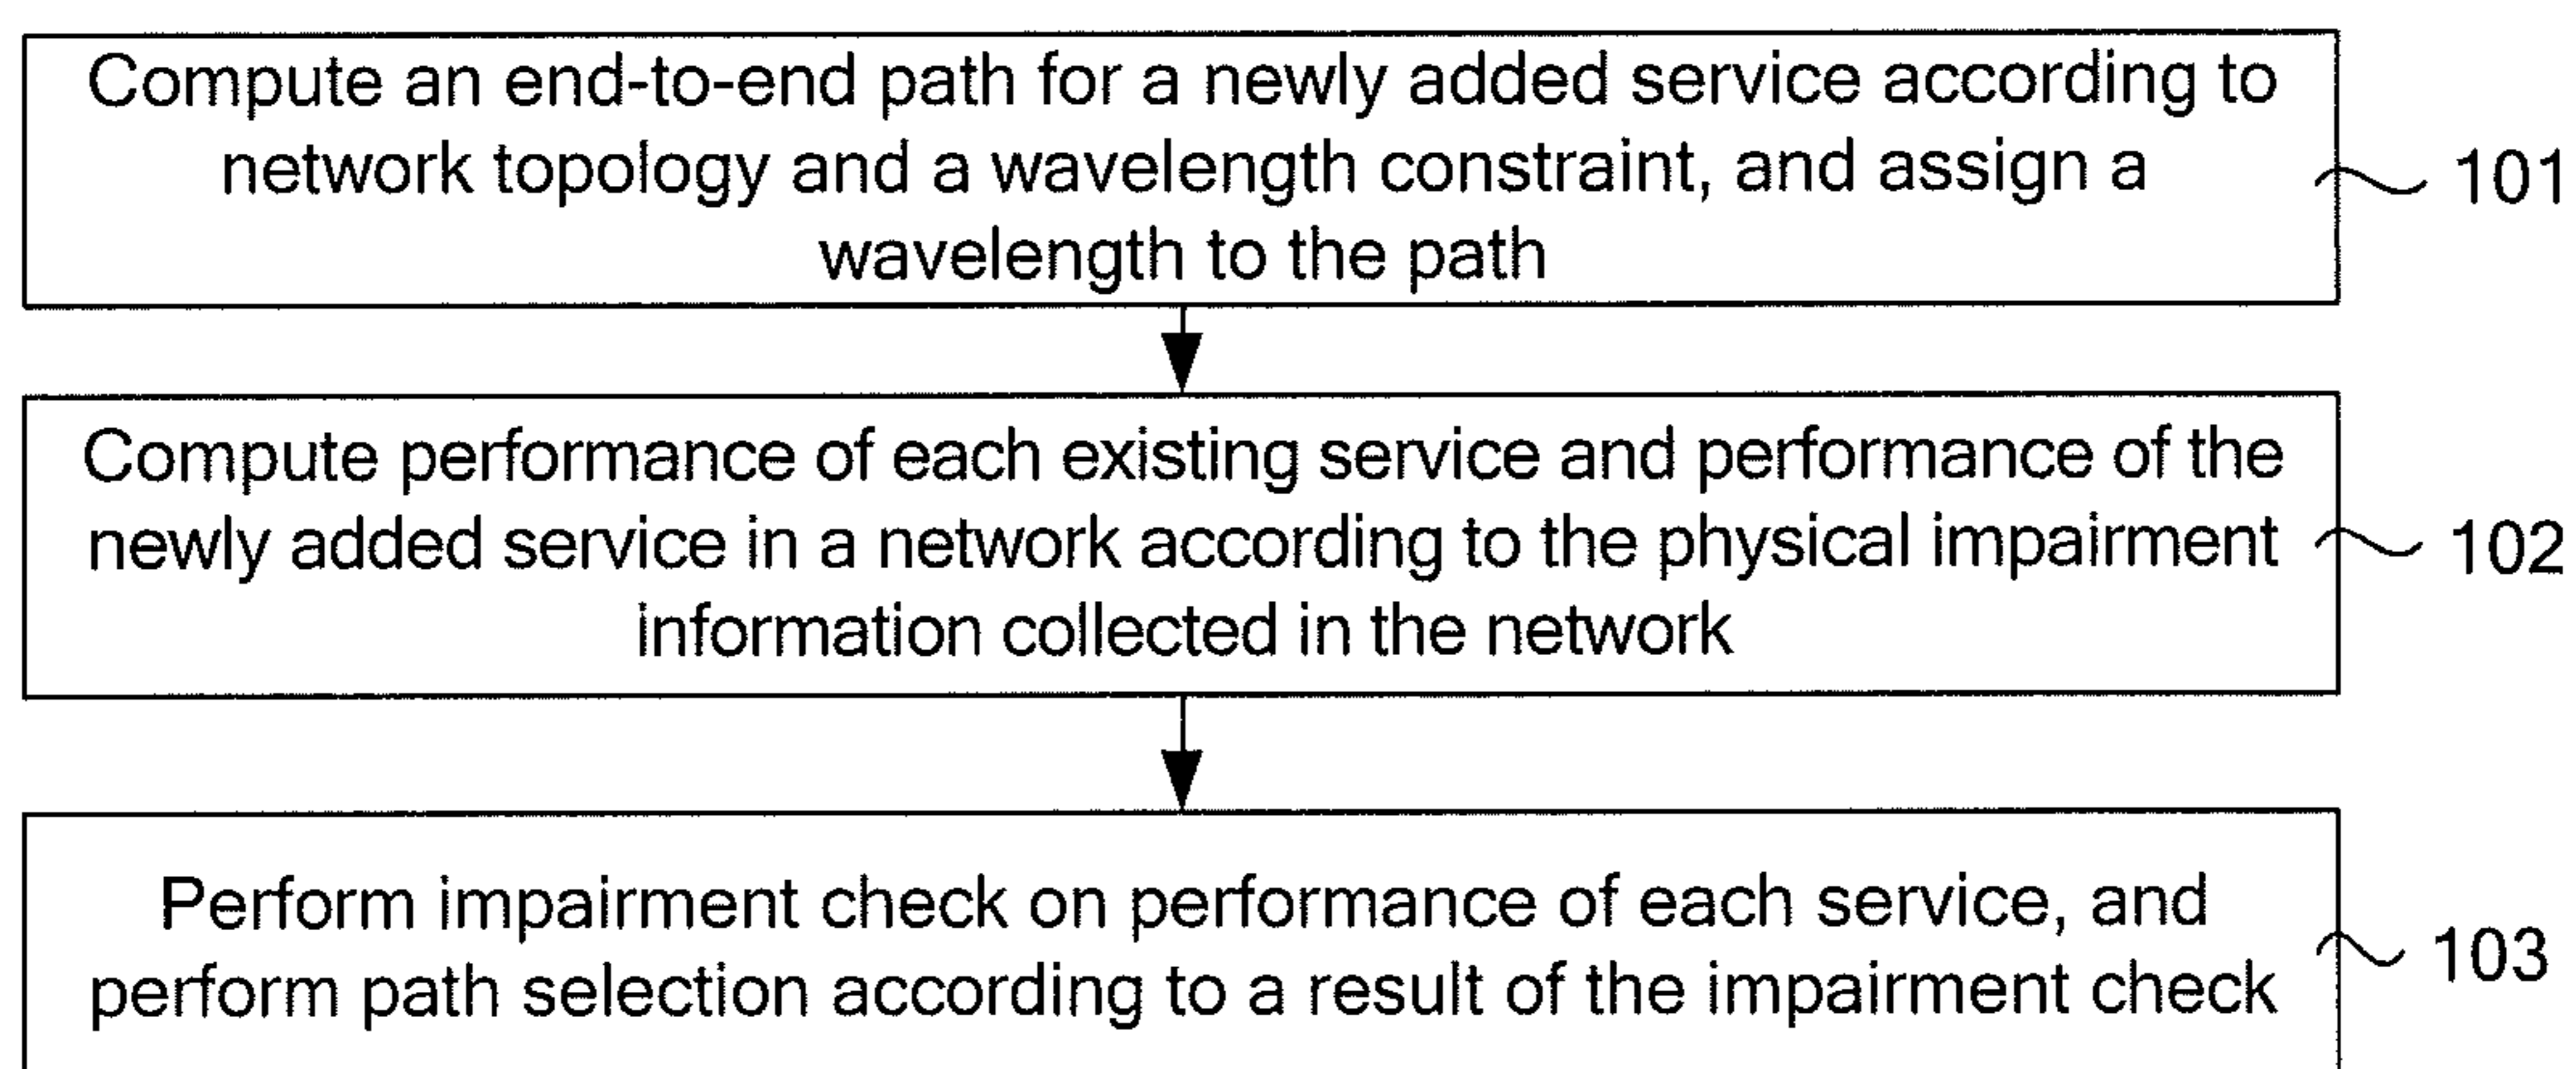 Compute an end-to-end path for a newly added service according to
network topology and a wavelength constraint, and assign a
wavelength to the path
101
Compute performance of each existing service and performance of the
newly added service in a network according to the physical impairment
information collected in the network
102
Perform impairment check on performance of each service, and
perform path selection according to a result of the impairment check
103